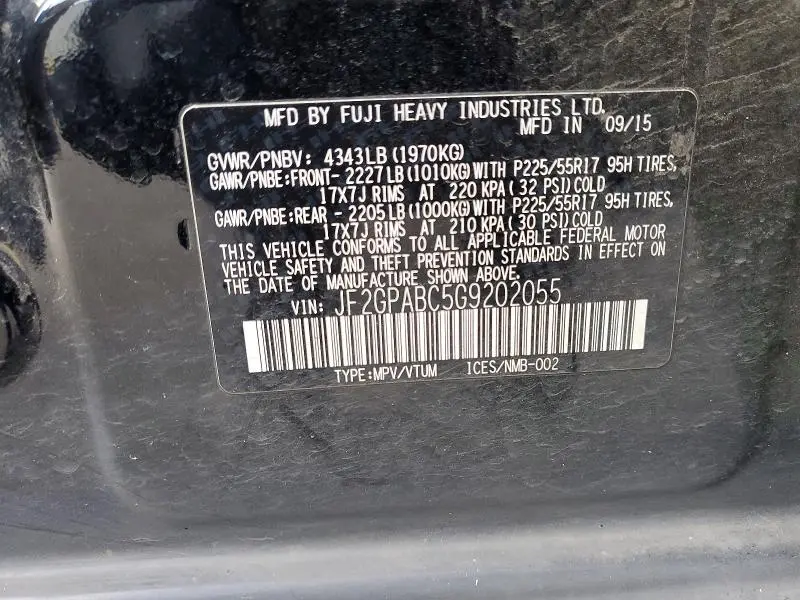 MFD BY FUJI HEAVY INDUSTRIES LTD.
MFD IN 09/15
GVWR/PNBV: 4343LB (1970KG)
GAWR/PNBE:FRONT- 2227LB (1010KG) WITH P225/55R17 95H TIRES,
17X7J RIMS AT 220 KPA( 32 PSI) COLD
GAWR/PNBE:REAR - 2205LB (1000KG) WITH P225/55R17 95H TIRES,
17X7J RIMS AT 210 KPA( 30 PSI) COLD
THIS VEHICLE CONFORMS TO ALL APPLICABLE FEDERAL MOTOR
VEHICLE SAFETY AND THEFT PREVENTION STANDARDS IN EFFECT ON
THE DATE OF MANUFACTURE SHOWN ABOVE.
VIN: JF2GPABC5G9202055
TYPE:MPV/VTUM ICES/NMB-002